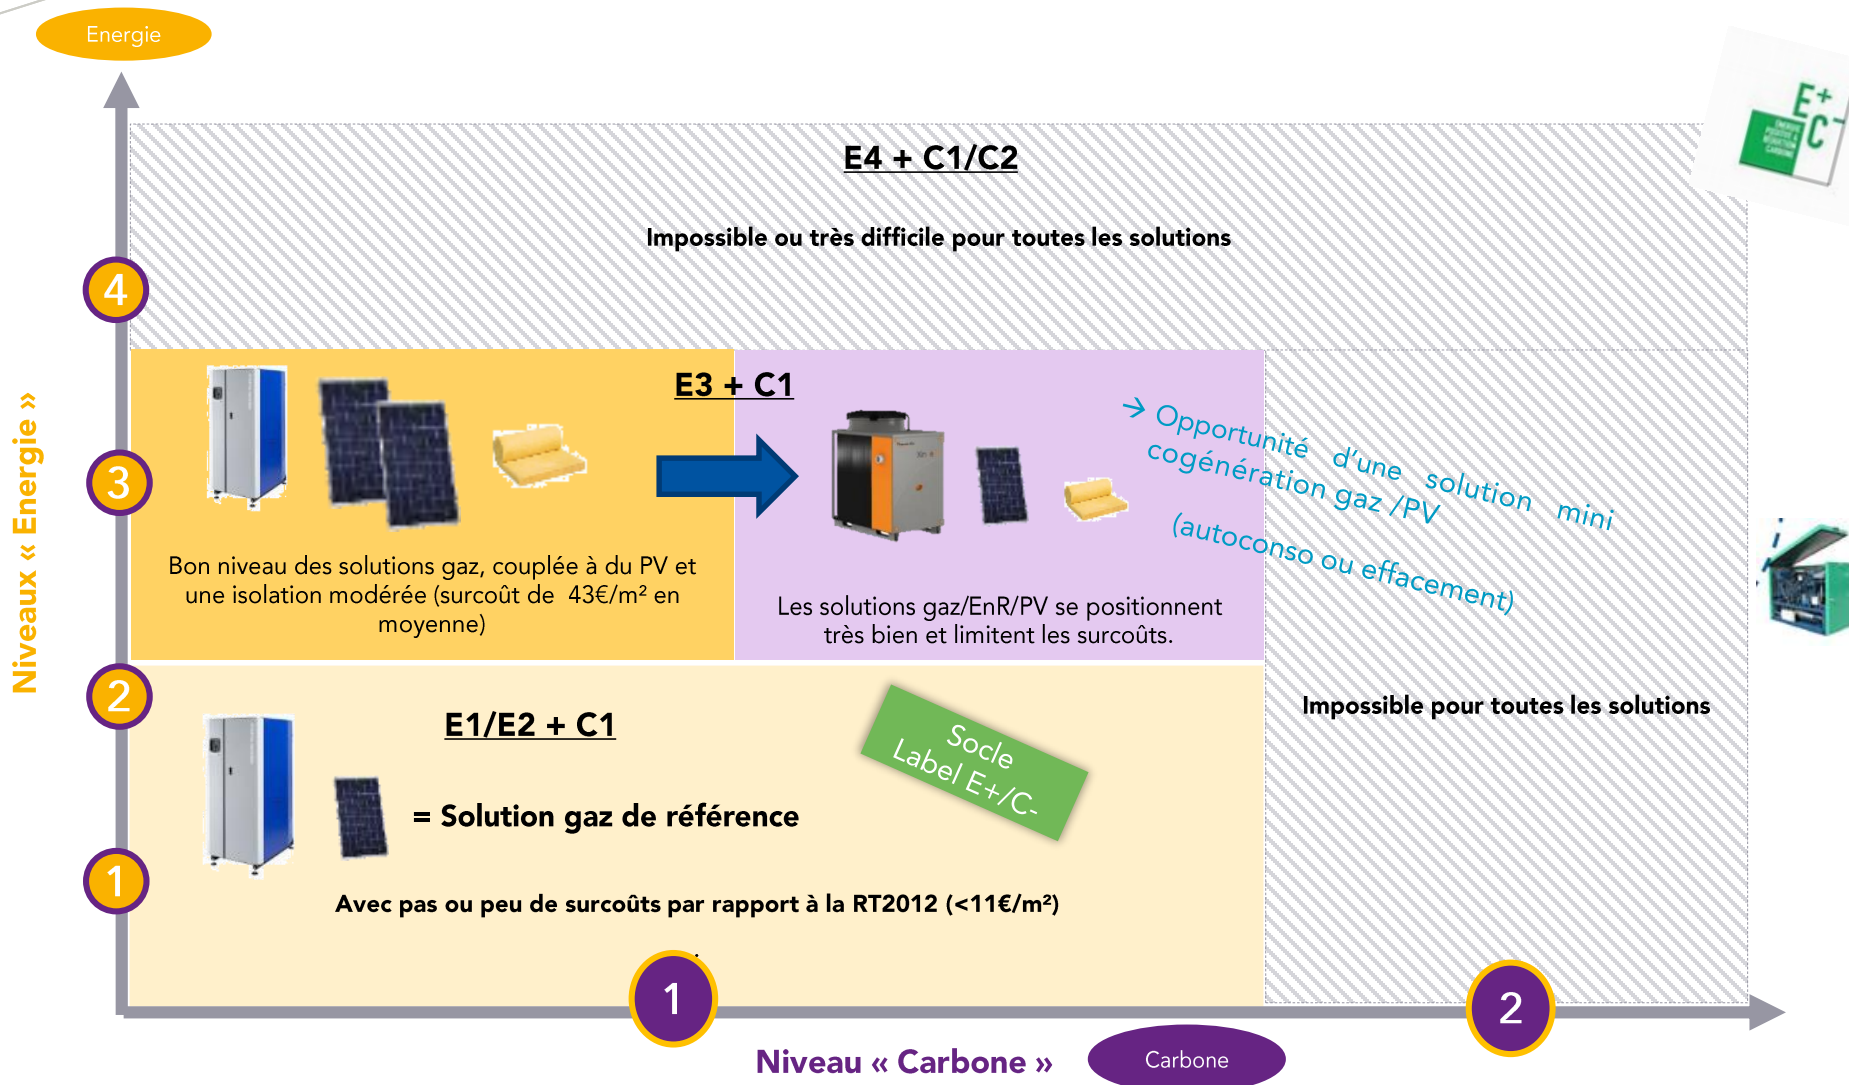 Energie
E+
C-
ENERGIE
POSITIVE &
REDUCTION
CARBONE
E4 + C1/C2
Impossible ou très difficile pour toutes les solutions
4
E3 + C1
→ Opportunité d'une solution mini
cogénération gaz /PV
(autoconso ou effacement)
Niveaux « Energie »
3
Bon niveau des solutions gaz, couplée à du PV et
une isolation modérée (surcoût de 43€/m² en
moyenne)
Les solutions gaz/EnR/PV se positionnent
très bien et limitent les surcoûts.
2
E1/E2 + C1
Socle
Label E+/C-
Impossible pour toutes les solutions
= Solution gaz de référence
1
Avec pas ou peu de surcoûts par rapport à la RT2012 (<11€/m²)
.
1
2
Niveau « Carbone »
Carbone